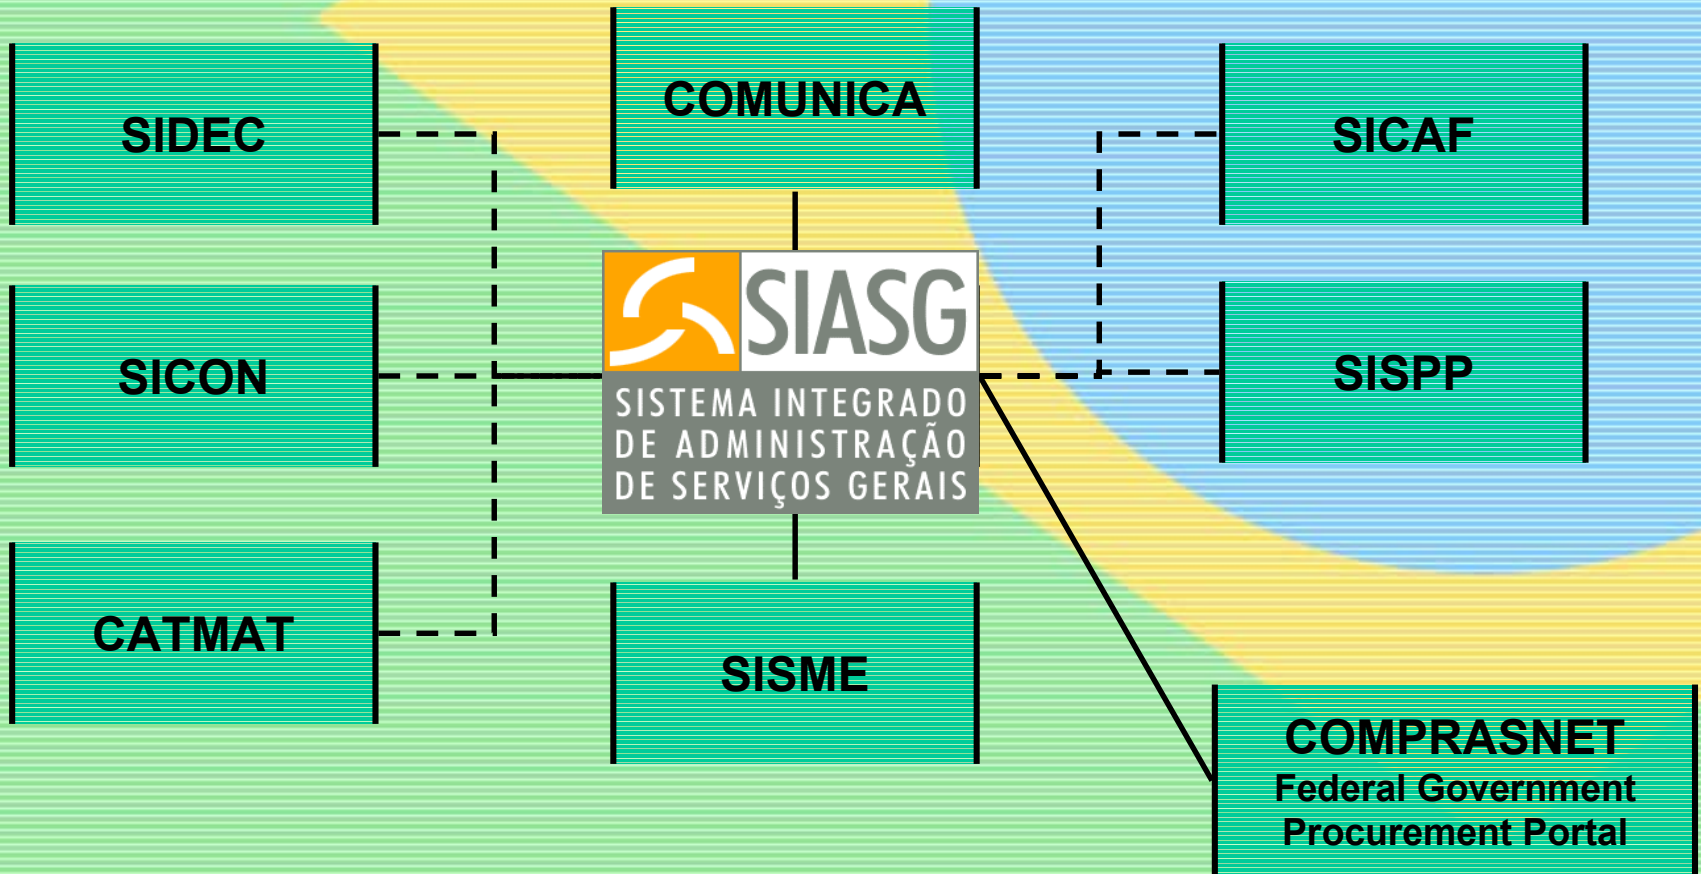 COMUNICA
SIDEC
SICAF
SIASG
SICON
SISTEMA INTEGRADO
DE ADMINISTRAÇÃO
DE SERVIÇOS GERAIS
SISPP
CATMAT
SISME
COMPRASNET
Federal Government
Procurement Portal